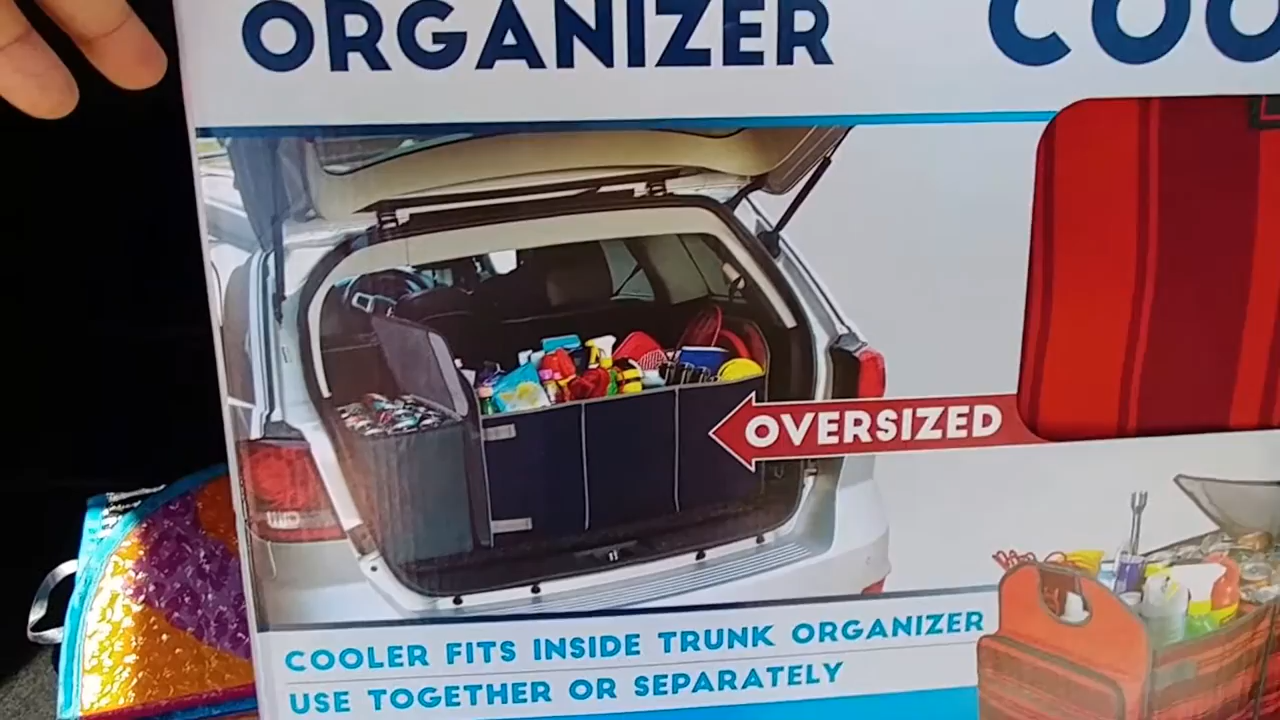 ORGANIZER
OVERSIZED
COOLER FITS INSIDE TRUNK ORGANIZER
USE TOGETHER OR SEPARATELY